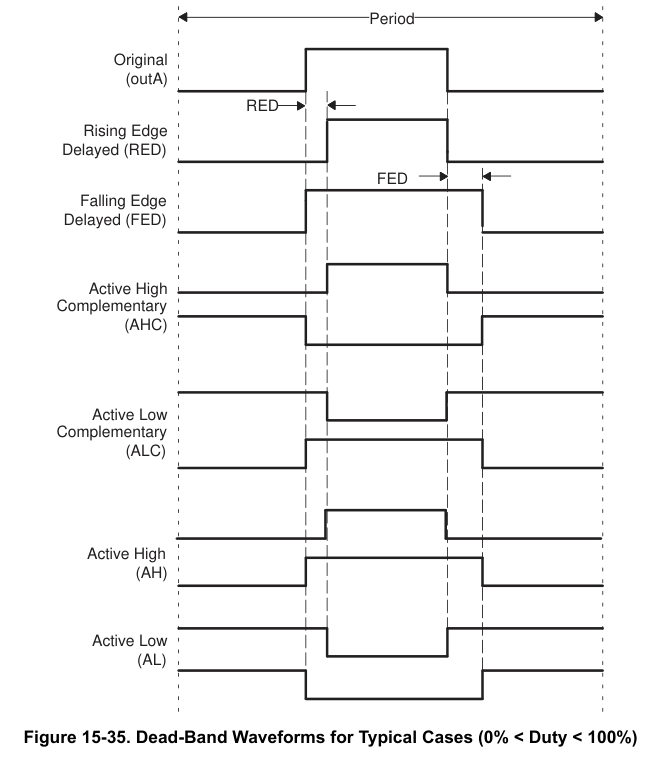 Period
Original
(outA)
RED
Rising Edge
Delayed (RED)
FED
Falling Edge
Delayed (FED)
Active High
Complementary
(AHC)
Active Low
Complementary
(ALC)
Active High
(AH)
Active Low
(AL)
Figure 15-35. Dead-Band Waveforms for Typical Cases (0% < Duty < 100%)